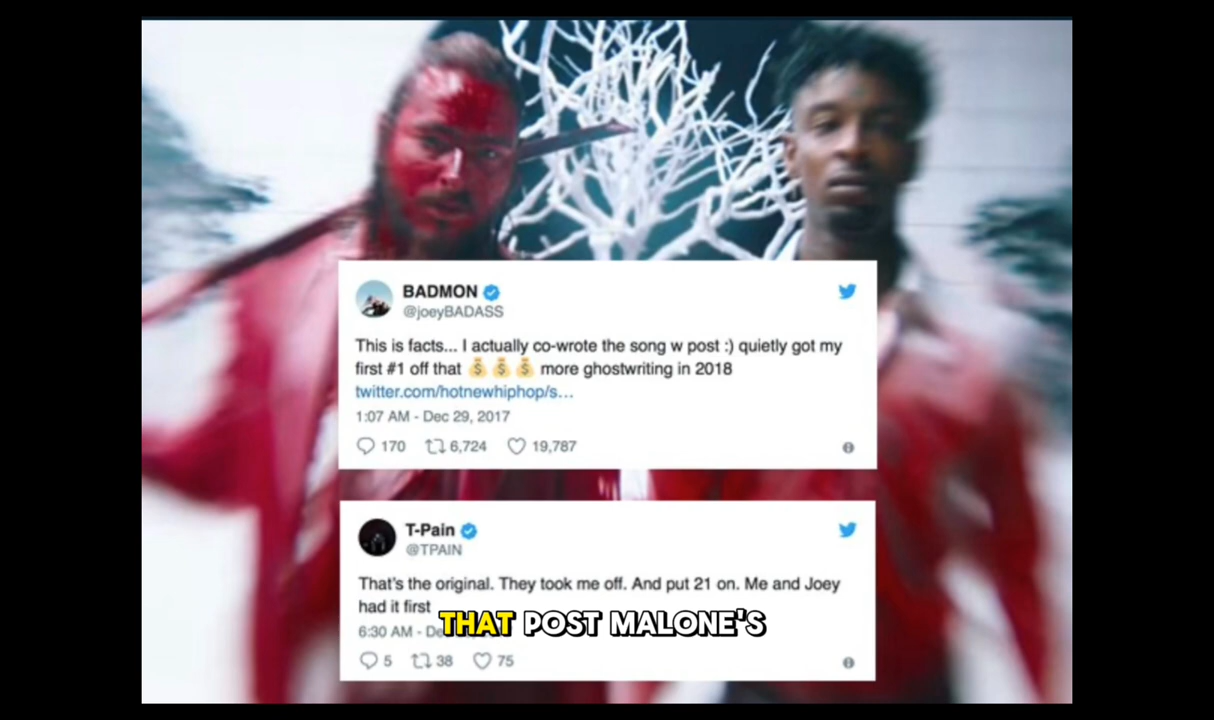 BADMON
@joeyBADASS
This is facts... I actually co-wrote the song w post :) quietly got my
first #1 off that 💰💰💰 more ghostwriting in 2018
twitter.com/hotnewhiphop/s…
1:07 AM - Dec 29, 2017
170 6,724 19,787
T-Pain
@TPAIN
That's the original. They took me off. And put 21 on. Me and Joey
had it first
THAT POST MALONE'S
6:30 AM -
5 38 75